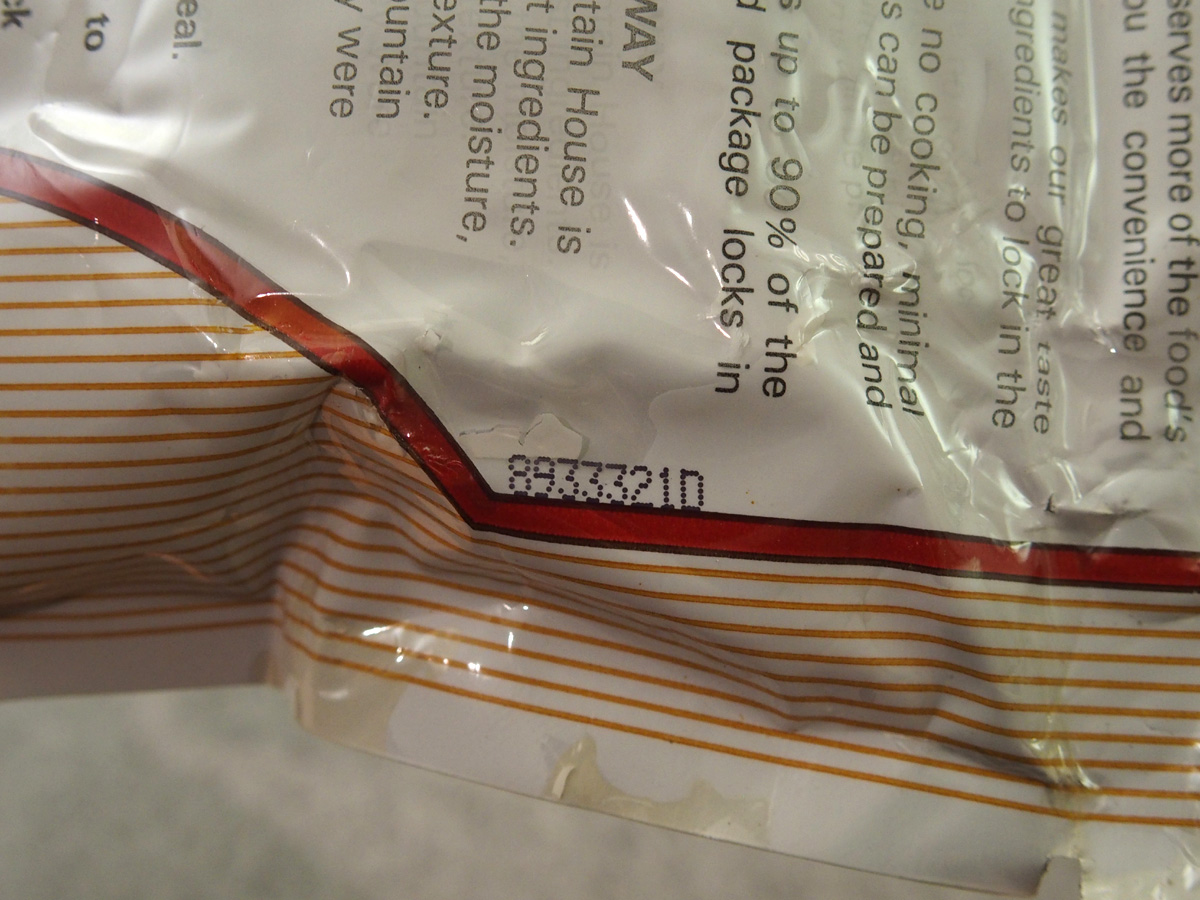 serves more of the food's
ou the convenience and
makes our great taste
ngredients to lock in the
e no cooking, minimal
s can be prepared and
s up to 90% of the
d package locks in
WAY
tain House is
t ingredients.
the moisture,
exture.
ountain
y were
eal.
to
ck
89333210